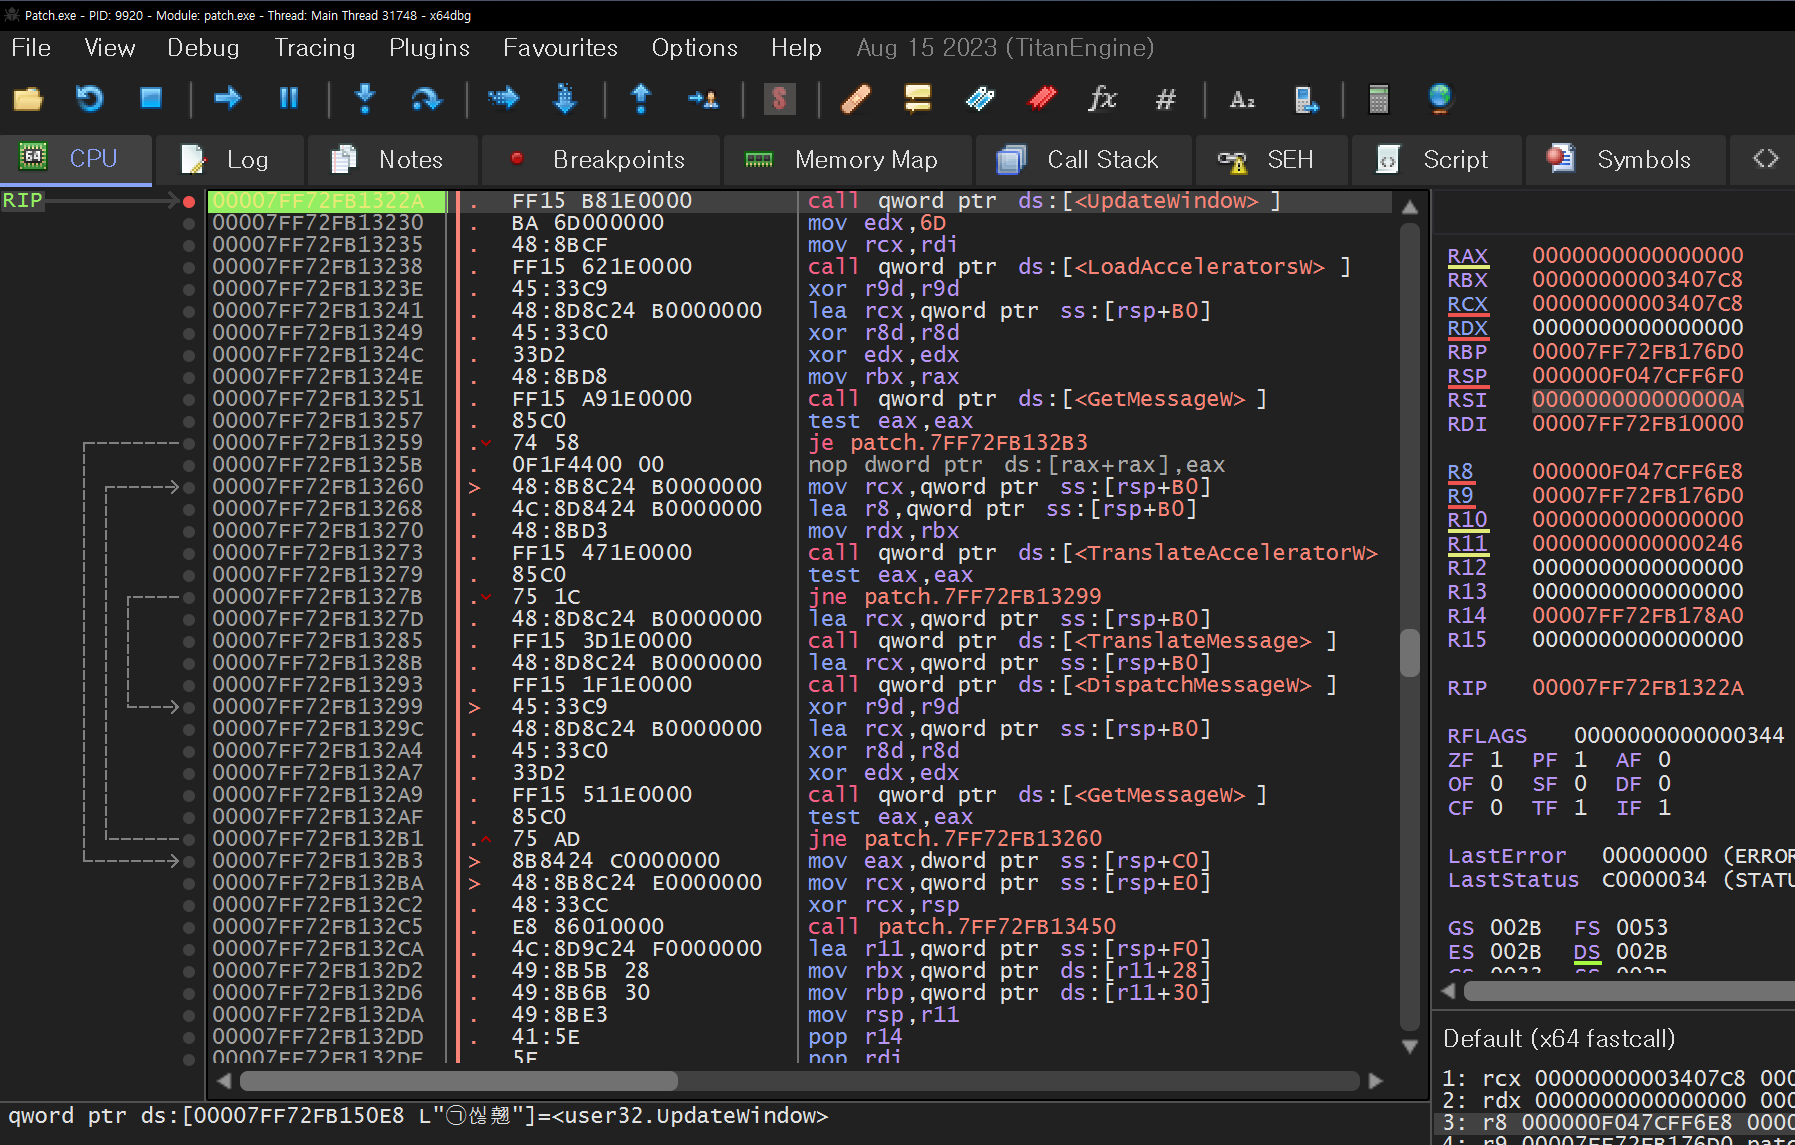 Patch.exe - PID: 9920 - Module: patch.exe - Thread: Main Thread 31748 - x64dbg
File View Debug Tracing Plugins Favourites Options Help Aug 15 2023 (TitanEngine)
CPU Log Notes Breakpoints Memory Map Call Stack SEH Script Symbols
RIP
00007FF72FB1322A . FF15 B81E0000 call qword ptr ds:[<UpdateWindow>]
00007FF72FB13230 . BA 6D000000 mov edx,6D
00007FF72FB13235 . 48:8BCF mov rcx,rdi
00007FF72FB13238 . FF15 621E0000 call qword ptr ds:[<LoadAcceleratorsW>]
00007FF72FB1323E . 45:33C9 xor r9d,r9d
00007FF72FB13241 . 48:8D8C24 B0000000 lea rcx,qword ptr ss:[rsp+B0]
00007FF72FB13249 . 45:33C0 xor r8d,r8d
00007FF72FB1324C . 33D2 xor edx,edx
00007FF72FB1324E . 48:8BD8 mov rbx,rax
00007FF72FB13251 . FF15 A91E0000 call qword ptr ds:[<GetMessageW>]
00007FF72FB13257 . 85C0 test eax,eax
00007FF72FB13259 . 74 58 je patch.7FF72FB132B3
00007FF72FB1325B . 0F1F4400 00 nop dword ptr ds:[rax+rax],eax
00007FF72FB13260 > 48:8B8C24 B0000000 mov rcx,qword ptr ss:[rsp+B0]
00007FF72FB13268 . 4C:8D8424 B0000000 lea r8,qword ptr ss:[rsp+B0]
00007FF72FB13270 . 48:8BD3 mov rdx,rbx
00007FF72FB13273 . FF15 471E0000 call qword ptr ds:[<TranslateAcceleratorW>
00007FF72FB13279 . 85C0 test eax,eax
00007FF72FB1327B . 75 1C jne patch.7FF72FB13299
00007FF72FB1327D . 48:8D8C24 B0000000 lea rcx,qword ptr ss:[rsp+B0]
00007FF72FB13285 . FF15 3D1E0000 call qword ptr ds:[<TranslateMessage>]
00007FF72FB1328B . 48:8D8C24 B0000000 lea rcx,qword ptr ss:[rsp+B0]
00007FF72FB13293 . FF15 1F1E0000 call qword ptr ds:[<DispatchMessageW>]
00007FF72FB13299 > 45:33C9 xor r9d,r9d
00007FF72FB1329C . 48:8D8C24 B0000000 lea rcx,qword ptr ss:[rsp+B0]
00007FF72FB132A4 . 45:33C0 xor r8d,r8d
00007FF72FB132A7 . 33D2 xor edx,edx
00007FF72FB132A9 . FF15 511E0000 call qword ptr ds:[<GetMessageW>]
00007FF72FB132AF . 85C0 test eax,eax
00007FF72FB132B1 . 75 AD jne patch.7FF72FB13260
00007FF72FB132B3 > 8B8424 C0000000 mov eax,dword ptr ss:[rsp+C0]
00007FF72FB132BA > 48:8B8C24 E0000000 mov rcx,qword ptr ss:[rsp+E0]
00007FF72FB132C2 . 48:33CC xor rcx,rsp
00007FF72FB132C5 . E8 86010000 call patch.7FF72FB13450
00007FF72FB132CA . 4C:8D9C24 F0000000 lea r11,qword ptr ss:[rsp+F0]
00007FF72FB132D2 . 49:8B5B 28 mov rbx,qword ptr ds:[r11+28]
00007FF72FB132D6 . 49:8B6B 30 mov rbp,qword ptr ds:[r11+30]
00007FF72FB132DA . 49:8BE3 mov rsp,r11
00007FF72FB132DD . 41:5E pop r14
00007FF72FB132DF . 5F pop rdi
RAX 0000000000000000
RBX 00000000003407C8
RCX 00000000003407C8
RDX 0000000000000000
RBP 00007FF72FB176D0
RSP 000000F047CFF6F0
RSI 000000000000000A
RDI 00007FF72FB10000
R8 000000F047CFF6E8
R9 00007FF72FB176D0
R10 0000000000000000
R11 0000000000000246
R12 0000000000000000
R13 0000000000000000
R14 00007FF72FB178A0
R15 0000000000000000
RIP 00007FF72FB1322A
RFLAGS 0000000000000344
ZF 1 PF 1 AF 0
OF 0 SF 0 DF 0
CF 0 TF 1 IF 1
LastError 00000000 (ERROR
LastStatus C0000034 (STATU
GS 002B FS 0053
ES 002B DS 002B
CS 0033 SS 002B
Default (x64 fastcall)
1: rcx 00000000003407C8 000
2: rdx 0000000000000000 000
3: r8 000000F047CFF6E8 0000
4: r9 00007FF72FB176D0 patc
qword ptr ds:[00007FF72FB150E8 L"]=<user32.UpdateWindow>